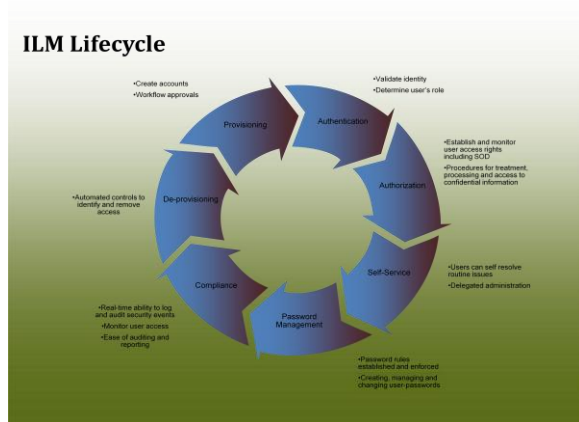 ILM Lifecycle
•Create accounts
•Workflow approvals
Provisioning
•Validate identity
•Determine user's role
Authentication
•Establish and monitor
user access rights
including SOD
•Procedures for treatment,
processing and access to
confidential information
Authorization
•Users can self resolve
routine issues
•Delegated administration
Self-Service
•Password rules
established and enforced
•Creating, managing and
changing user-passwords
Password
Management
•Real-time ability to log
and audit security events
•Monitor user access
•Ease of auditing and
reporting
Compliance
•Automated controls to
identify and remove
access
De-provisioning